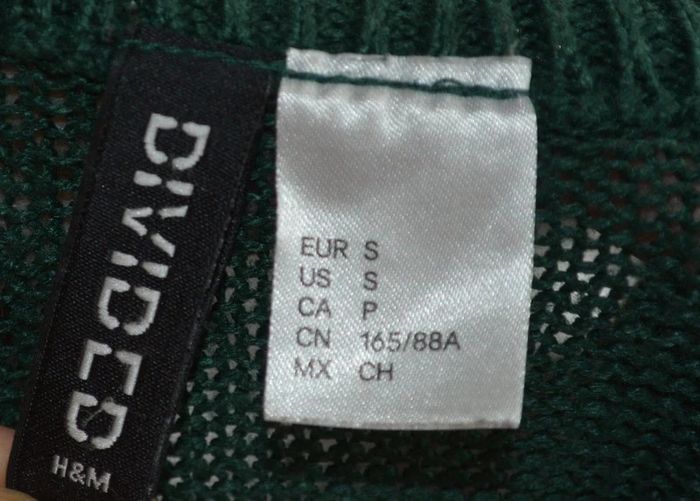 DIVIDED
H&M
EUR S
US S
CA P
CN 165/88A
MX CH